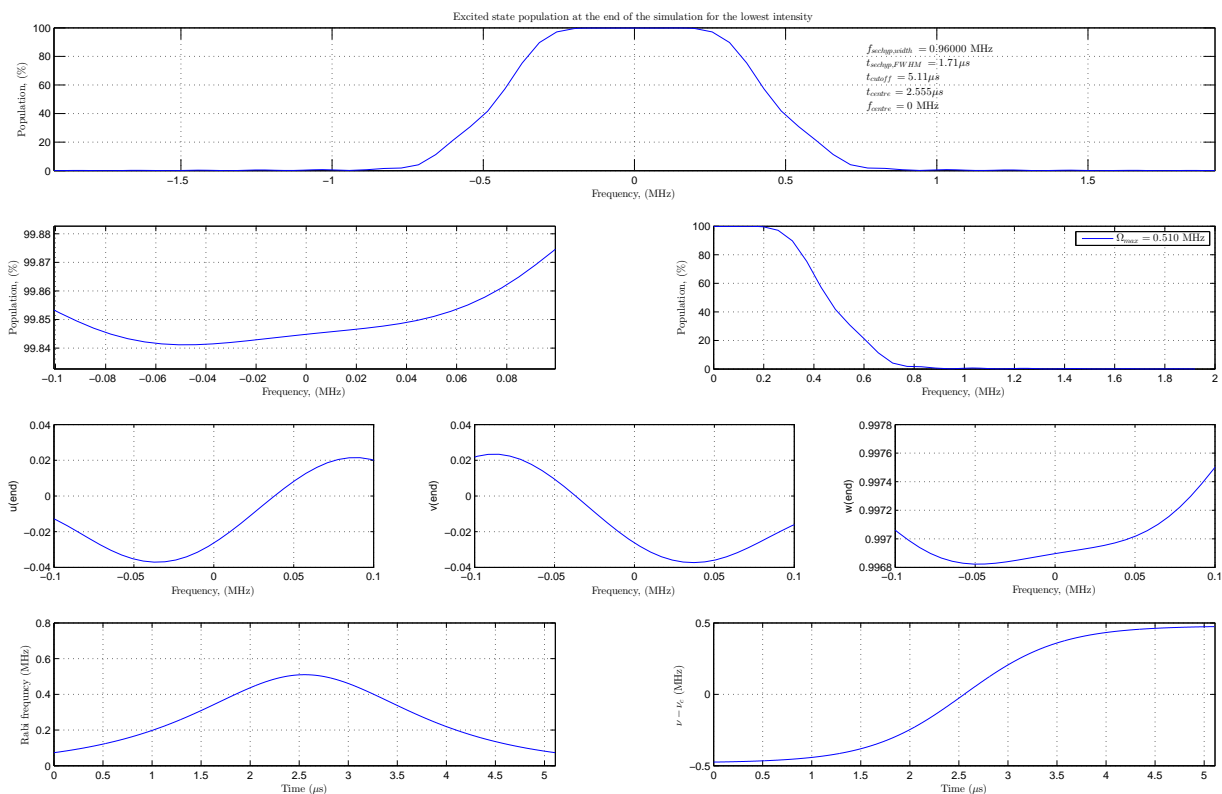 Excited state population at the end of the simulation for the lowest intensity
100
80
60
40
20
0
Population, (%)
f_sechyp,width = 0.96000 MHz
t_sechyp,FWHM = 1.71μs
t_cutoff = 5.11μs
t_centre = 2.555μs
f_centre = 0 MHz
−1.5 −1 −0.5 0 0.5 1 1.5
Frequency, (MHz)
99.88
99.87
99.86
99.85
99.84
Population, (%)
−0.1 −0.08 −0.06 −0.04 −0.02 0 0.02 0.04 0.06 0.08
Frequency, (MHz)
100
80
60
40
20
0
Population, (%)
Ω_max = 0.510 MHz
0 0.2 0.4 0.6 0.8 1 1.2 1.4 1.6 1.8 2
Frequency, (MHz)
0.04
0.02
0
−0.02
−0.04
u(end)
−0.1 −0.05 0 0.05 0.1
Frequency, (MHz)
0.04
0.02
0
−0.02
−0.04
v(end)
−0.1 −0.05 0 0.05 0.1
Frequency, (MHz)
0.9978
0.9976
0.9974
0.9972
0.997
0.9968
w(end)
−0.1 −0.05 0 0.05 0.1
Frequency, (MHz)
0.8
0.6
0.4
0.2
0
Rabi frequncy (MHz)
0 0.5 1 1.5 2 2.5 3 3.5 4 4.5 5
Time (μs)
0.5
0
−0.5
ν − ν_c (MHz)
0 0.5 1 1.5 2 2.5 3 3.5 4 4.5 5
Time (μs)